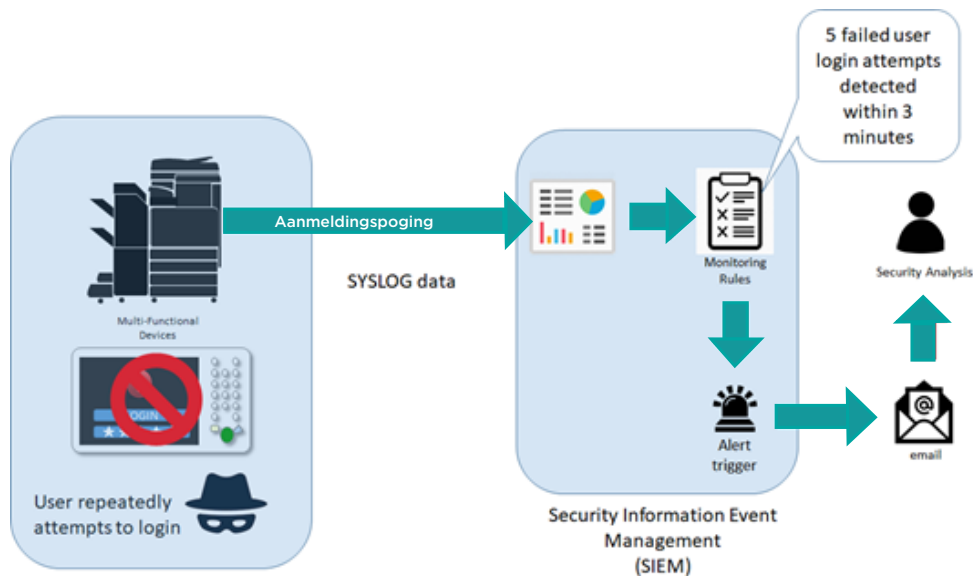 5 failed user
login attempts
detected
within 3
minutes
Aanmeldingspoging
SYSLOG data
Multi-Functional
Devices
LOGIN
User repeatedly
attempts to login
Monitoring
Rules
Alert
trigger
Security Analysis
@
email
Security Information Event
Management
(SIEM)